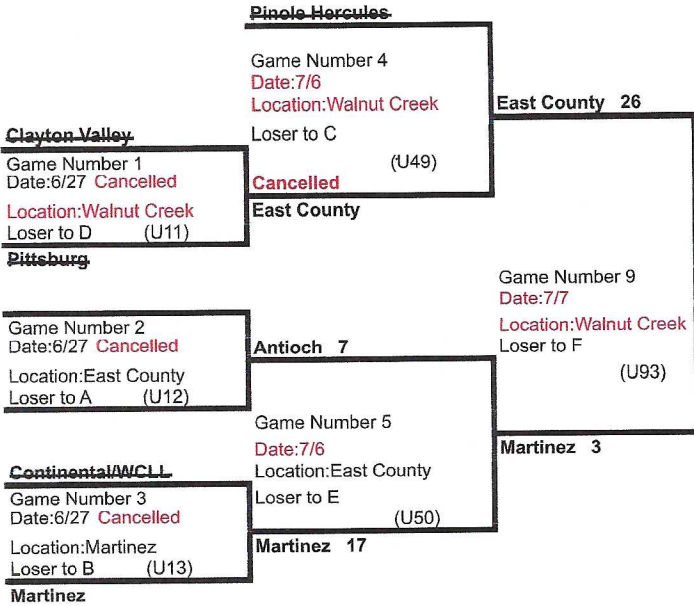 Pinole Hercules
Game Number 4
Date:7/6
Location:Walnut Creek
East County 26
Loser to C
Clayton Valley
(U49)
Game Number 1
Date:6/27 Cancelled
Cancelled
Location:Walnut Creek
East County
Loser to D (U11)
Pittsburg
Game Number 9
Date:7/7
Location:Walnut Creek
Loser to F
(U93)
Game Number 2
Date:6/27 Cancelled
Antioch 7
Location:East County
Loser to A (U12)
Game Number 5
Date:7/6
Martinez 3
Location:East County
Loser to E
(U50)
Continental/WCLL
Game Number 3
Date:6/27 Cancelled
Martinez 17
Location:Martinez
Loser to B (U13)
Martinez